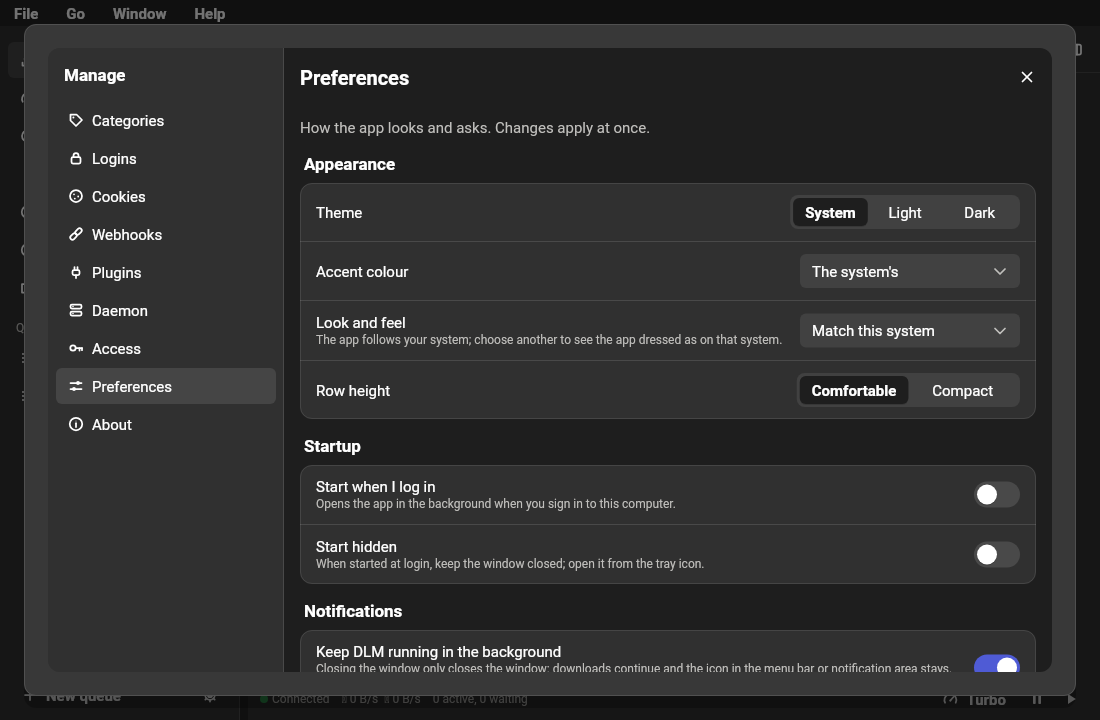 File Go Window Help
Manage
Categories
Logins
Cookies
Webhooks
Plugins
Daemon
Access
Preferences
About
Preferences
How the app looks and asks. Changes apply at once.
Appearance
Theme
System Light Dark
Accent colour
The system's
Look and feel
The app follows your system; choose another to see the app dressed as on that system.
Match this system
Row height
Comfortable Compact
Startup
Start when I log in
Opens the app in the background when you sign in to this computer.
Start hidden
When started at login, keep the window closed; open it from the tray icon.
Notifications
Keep DLM running in the background
Closing the window only closes the window; downloads continue and the icon in the menu bar or notification area stays.
New queue
Connected 0 B/s 0 B/s 0 active, 0 waiting
Turbo